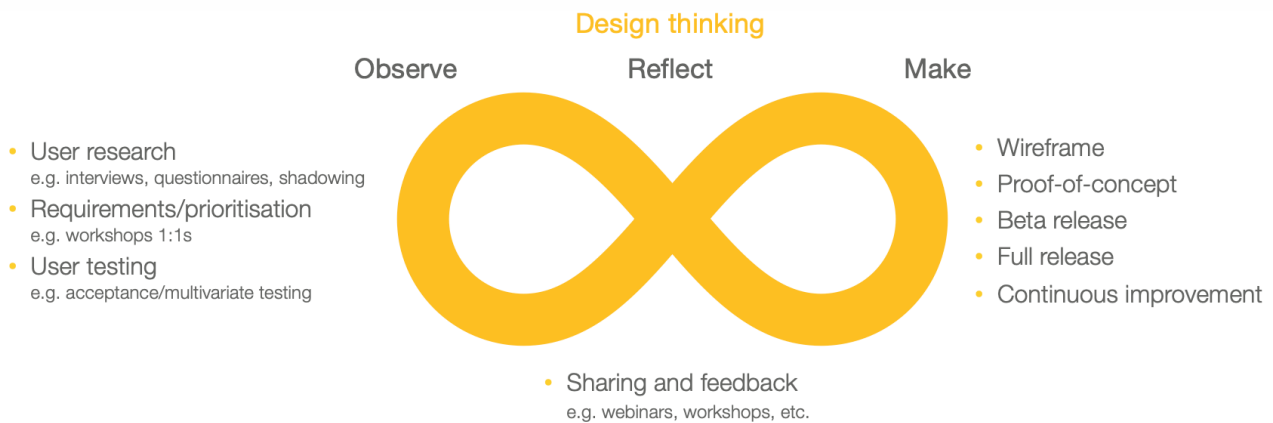 Design thinking
Observe
Reflect
Make
• User research
e.g. interviews, questionnaires, shadowing
• Requirements/prioritisation
e.g. workshops 1:1s
• User testing
e.g. acceptance/multivariate testing
• Wireframe
• Proof-of-concept
• Beta release
• Full release
• Continuous improvement
• Sharing and feedback
e.g. webinars, workshops, etc.